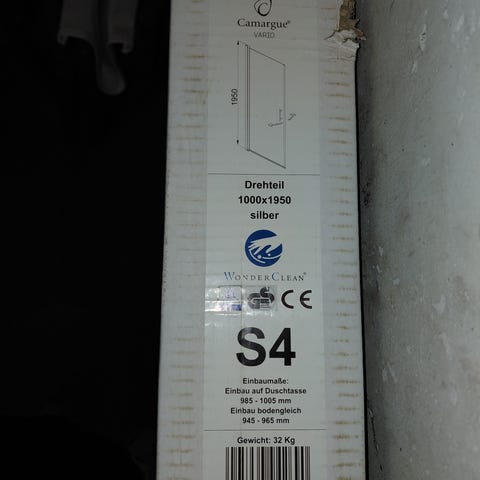 Camargue®
VARIO
1950
Drehteil
1000x1950
silber
WONDERCLEAN®
CE
S4
Einbaumaße:
Einbau auf Duschtasse
985 - 1005 mm
Einbau bodengleich
945 - 965 mm
Gewicht: 32 Kg